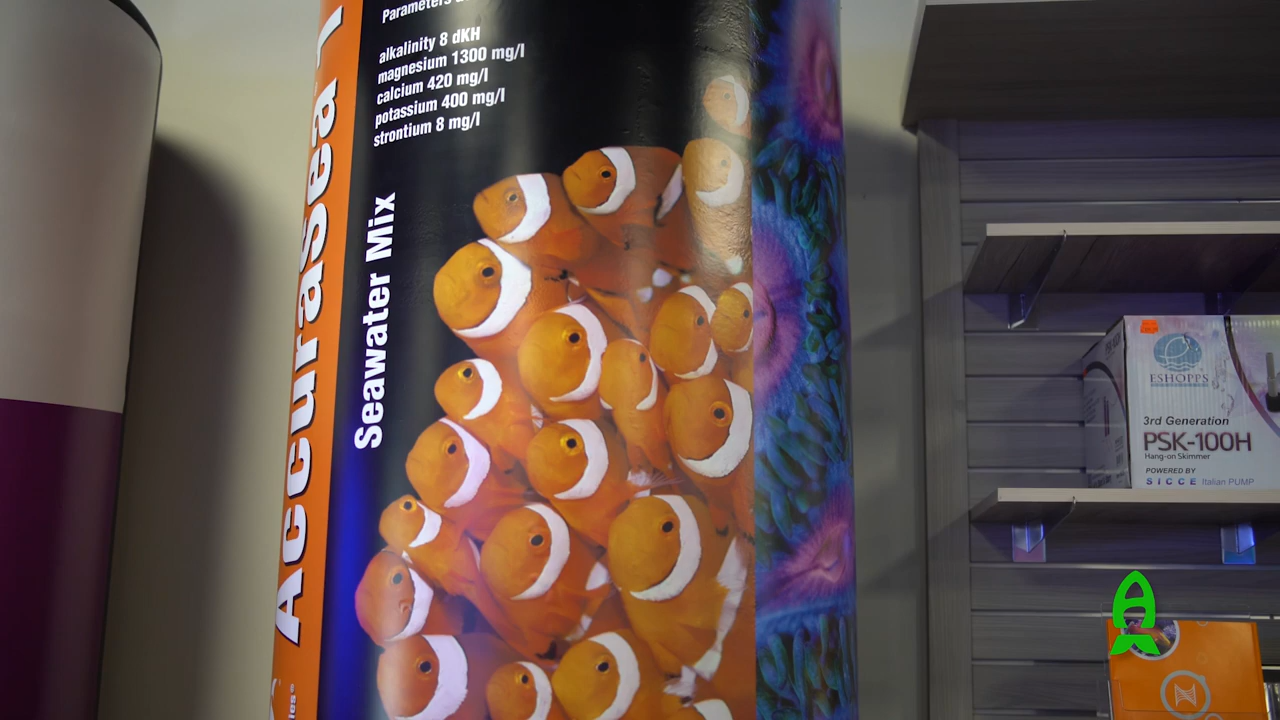 Parameters
alkalinity 8 dKH
magnesium 1300 mg/l
calcium 420 mg/l
potassium 400 mg/l
strontium 8 mg/l
Accurasea 1
Seawater Mix
ESHOPPS
3rd Generation
PSK-100H
Hang-on Skimmer
POWERED BY
SICCE Italian PUMP